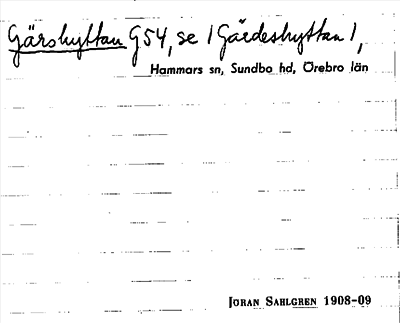 Gärshyttan G54, se /Gärdeshyttan/,
Hammars sn, Sundbo hd, Örebro län
JORAN SAHLGREN 1908-09